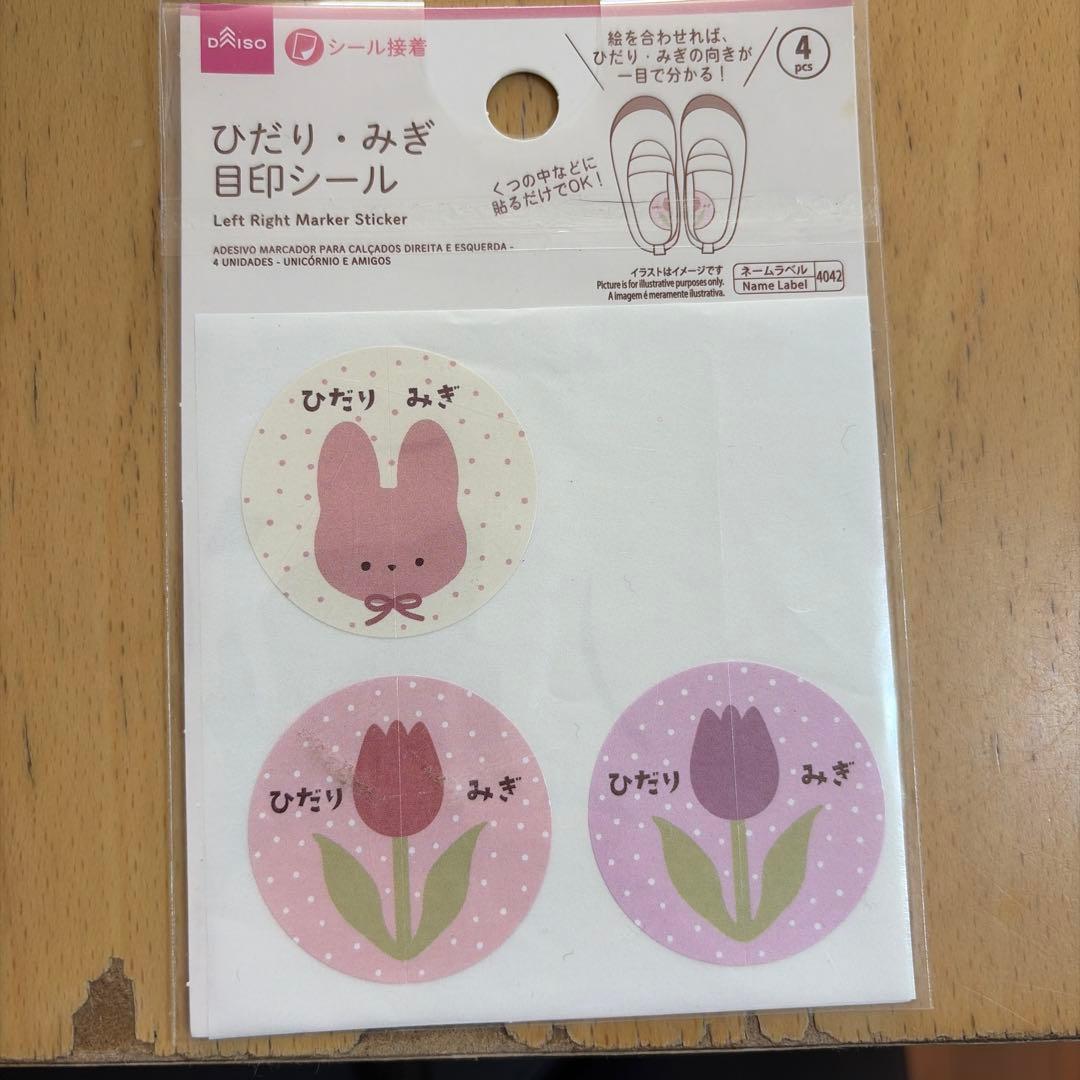 DAISO
シール接着
絵を合わせれば、
ひだり・みぎの向きが
一目で分かる！
4
pcs
ひだり・みぎ
目印シール
Left Right Marker Sticker
くつの中などに
貼るだけでOK！
ADESIVO MARCADOR PARA CALÇADOS DIREITA E ESQUERDA -
4 UNIDADES - UNICÓRNIO E AMIGOS
イラストはイメージです
Picture is for illustrative purposes only.
A imagem é meramente ilustrativa.
ネームラベル
Name Label
4042
ひだり みぎ
ひだり みぎ
ひだり みぎ